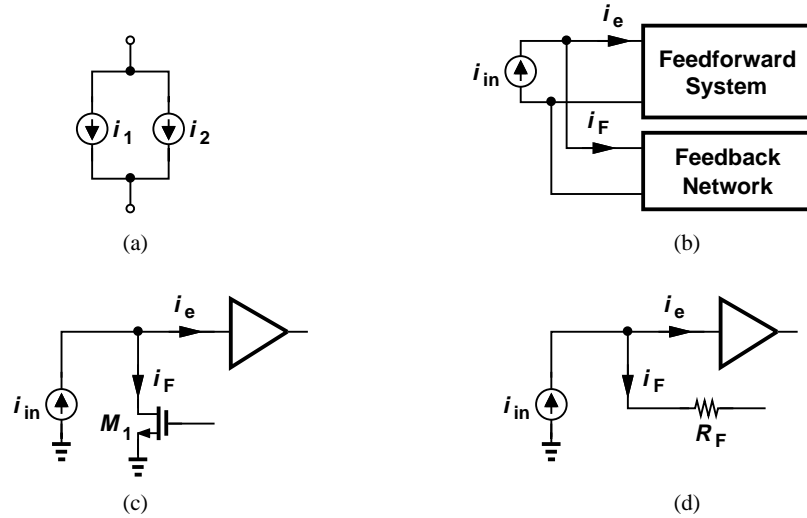 i1
i2
(a)
ie
iin
Feedforward
System
iF
Feedback
Network
(b)
ie
iF
iin
M1
(c)
ie
iF
iin
RF
(d)